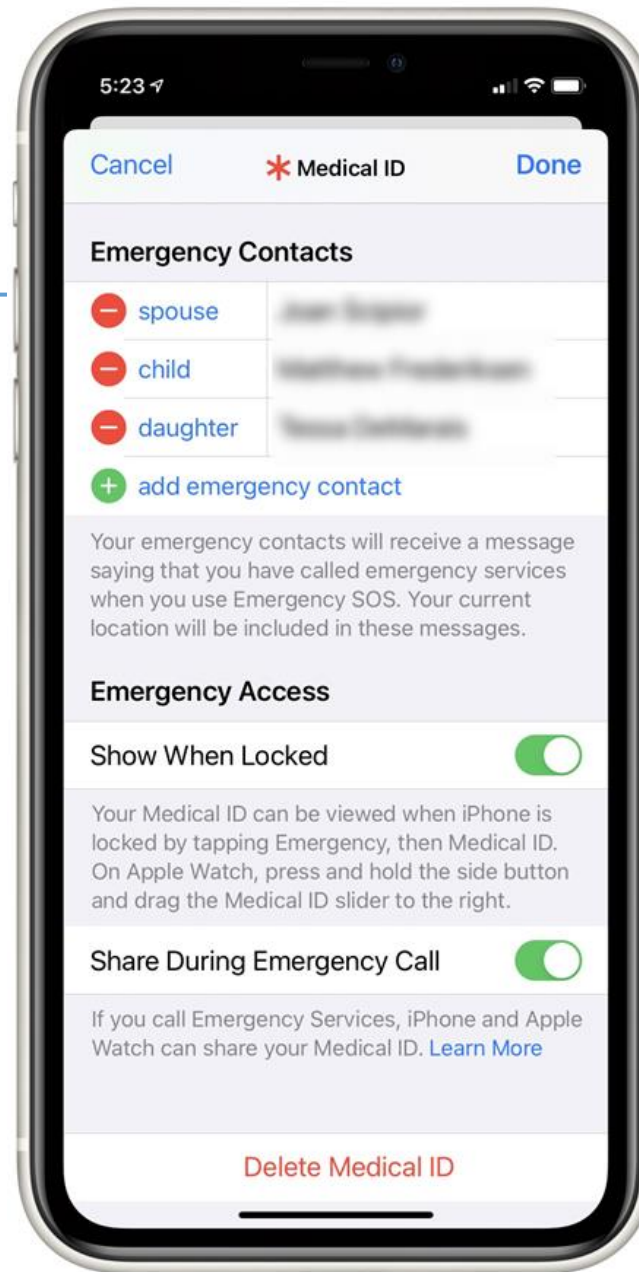 5:23
Cancel
Medical ID
Done
Emergency Contacts
spouse
child
daughter
add emergency contact
Your emergency contacts will receive a message
saying that you have called emergency services
when you use Emergency SOS. Your current
location will be included in these messages.
Emergency Access
Show When Locked
Your Medical ID can be viewed when iPhone is
locked by tapping Emergency, then Medical ID.
On Apple Watch, press and hold the side button
and drag the Medical ID slider to the right.
Share During Emergency Call
If you call Emergency Services, iPhone and Apple
Watch can share your Medical ID. Learn More
Delete Medical ID